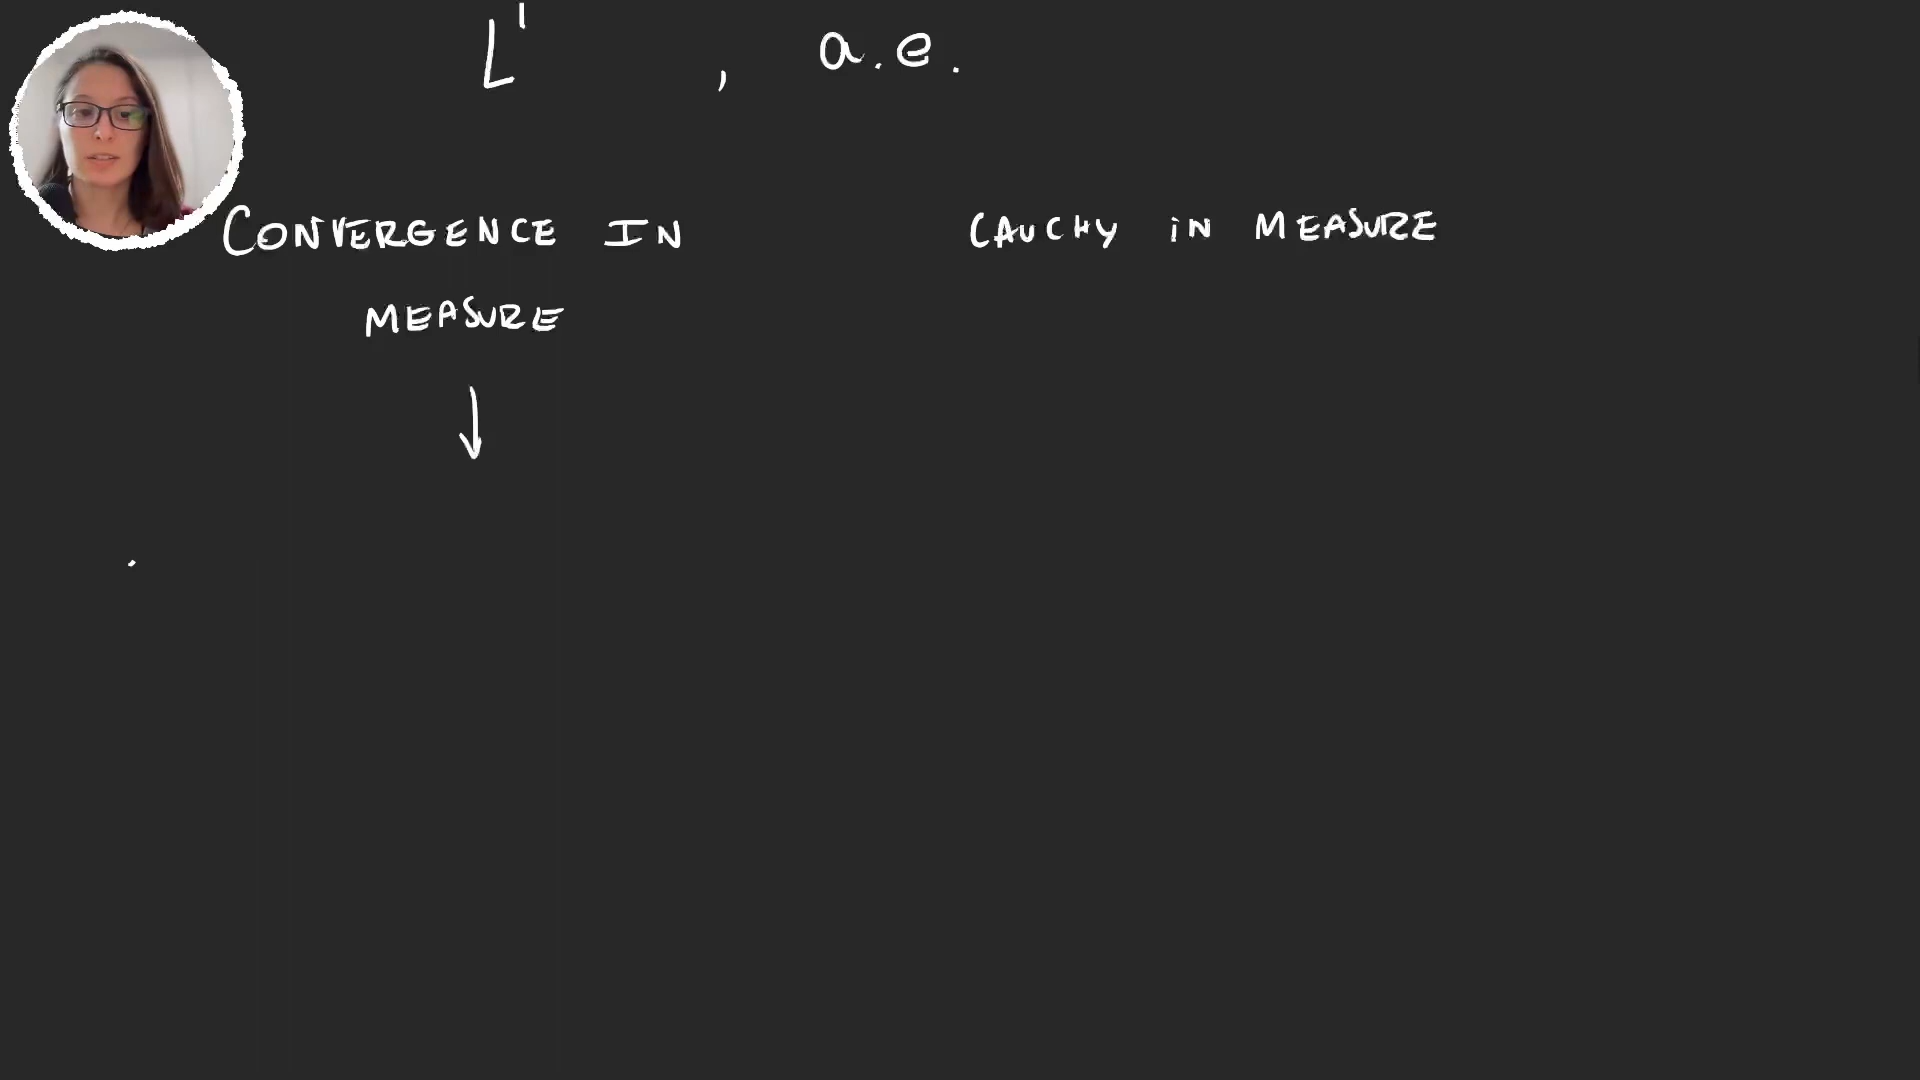 L¹ , a.e.
CONVERGENCE IN CAUCHY IN MEASURE
MEASURE
↓